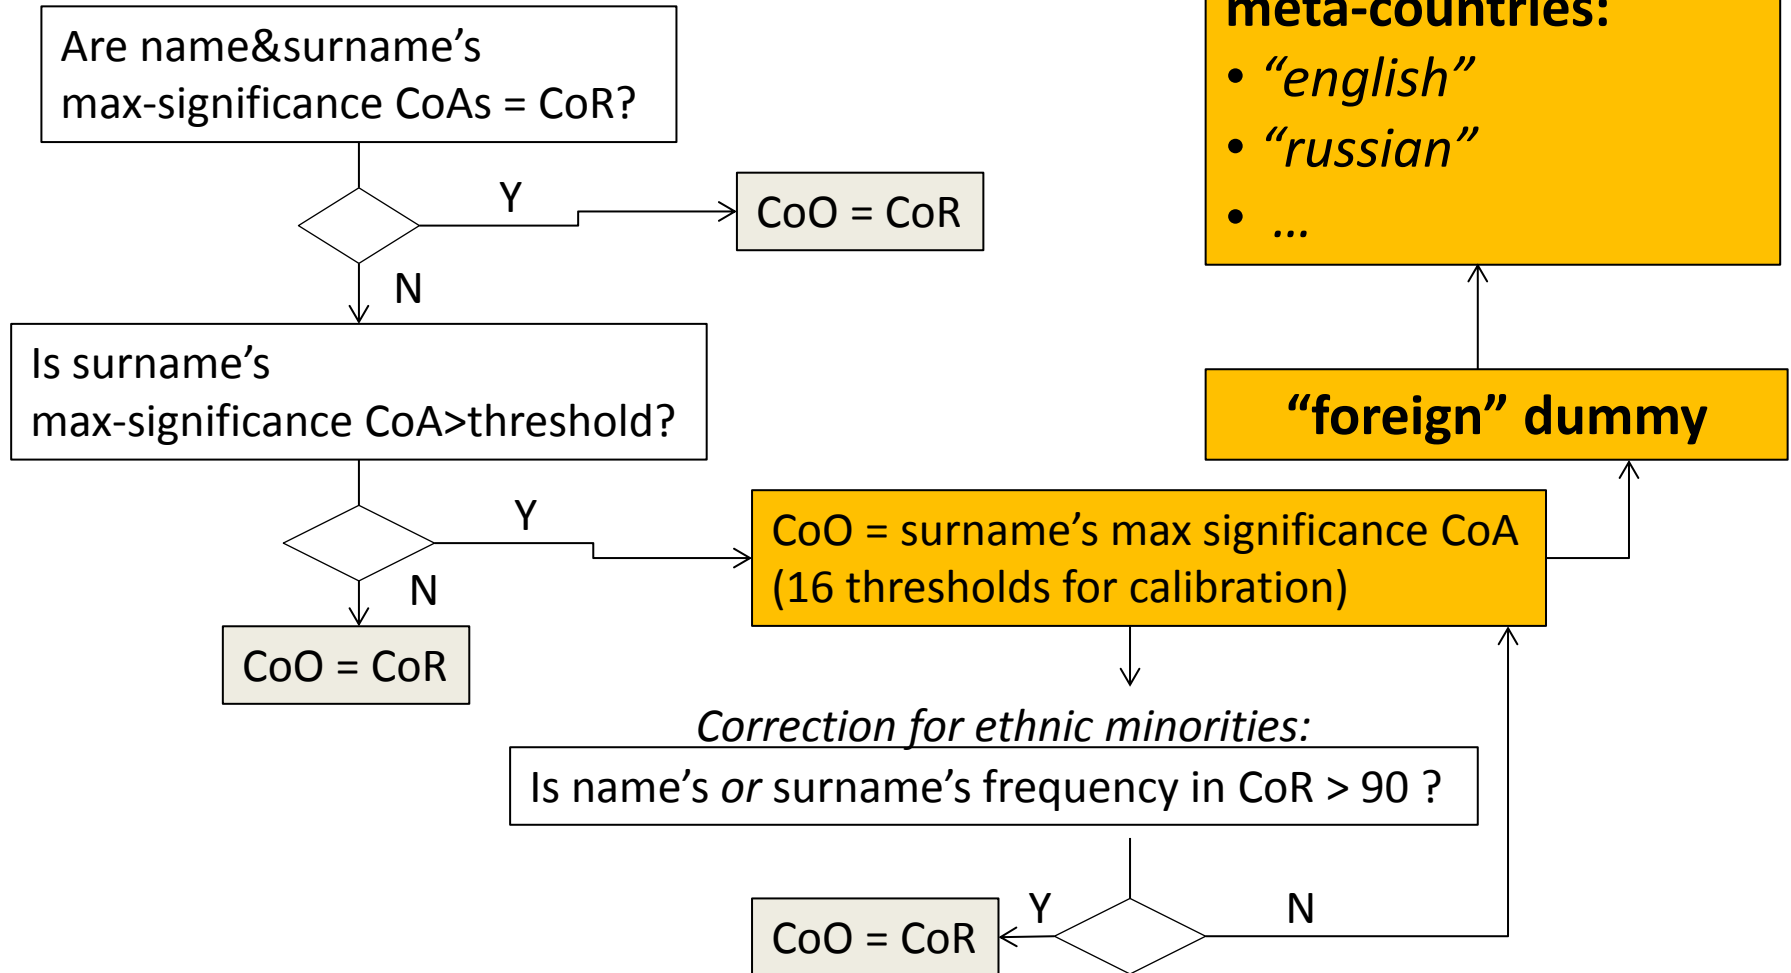 Are name&surname’s
max-significance CoAs = CoR?
Y
CoO = CoR
N
Is surname’s
max-significance CoA>threshold?
Y
N
CoO = CoR
meta-countries:
• “english”
• “russian”
• ...
“foreign” dummy
CoO = surname’s max significance CoA
(16 thresholds for calibration)
Correction for ethnic minorities:
Is name’s or surname’s frequency in CoR > 90 ?
Y
N
CoO = CoR